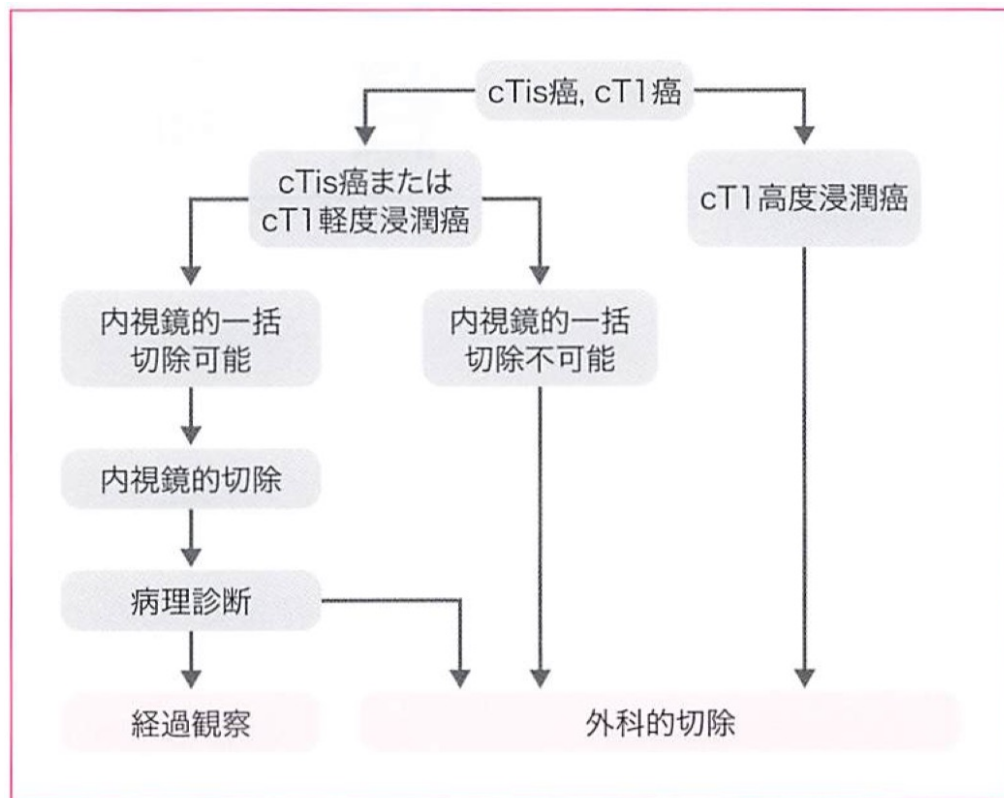 cTis癌, cT1癌
cTis癌または
cT1軽度浸潤癌
cT1高度浸潤癌
内視鏡的一括
切除可能
内視鏡的一括
切除不可能
内視鏡的切除
病理診断
経過観察
外科的切除